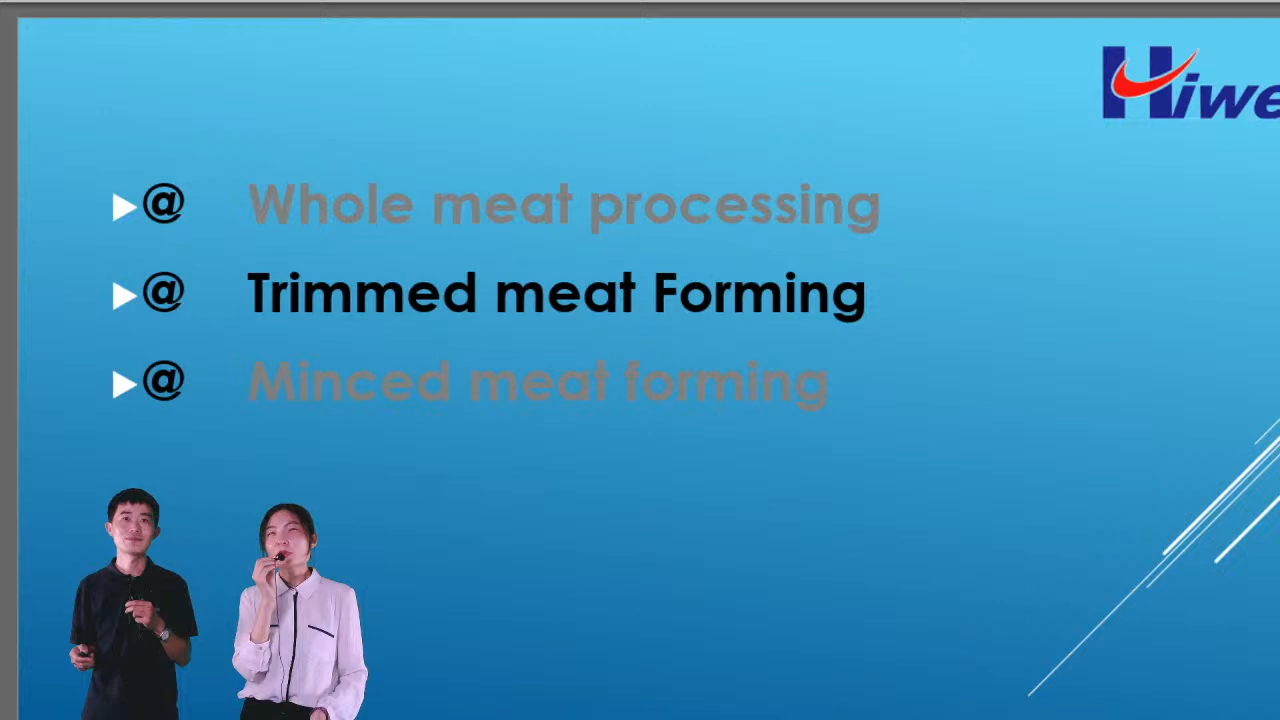 Hiwe
@ Whole meat processing
@ Trimmed meat Forming
@ Minced meat forming